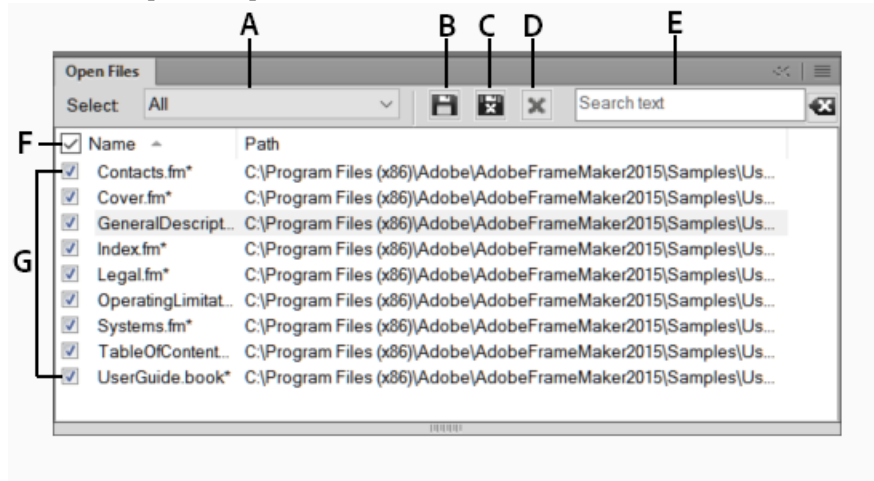 A B C D E
Open Files
Select All Search text
F Name Path
Contacts.fm* C:\Program Files (x86)\Adobe\AdobeFrameMaker2015\Samples\Us...
Cover.fm* C:\Program Files (x86)\Adobe\AdobeFrameMaker2015\Samples\Us...
GeneralDescript... C:\Program Files (x86)\Adobe\AdobeFrameMaker2015\Samples\Us...
Index.fm* C:\Program Files (x86)\Adobe\AdobeFrameMaker2015\Samples\Us...
G Legal.fm* C:\Program Files (x86)\Adobe\AdobeFrameMaker2015\Samples\Us...
OperatingLimitat... C:\Program Files (x86)\Adobe\AdobeFrameMaker2015\Samples\Us...
Systems.fm* C:\Program Files (x86)\Adobe\AdobeFrameMaker2015\Samples\Us...
TableOfContent... C:\Program Files (x86)\Adobe\AdobeFrameMaker2015\Samples\Us...
UserGuide.book* C:\Program Files (x86)\Adobe\AdobeFrameMaker2015\Samples\Us...